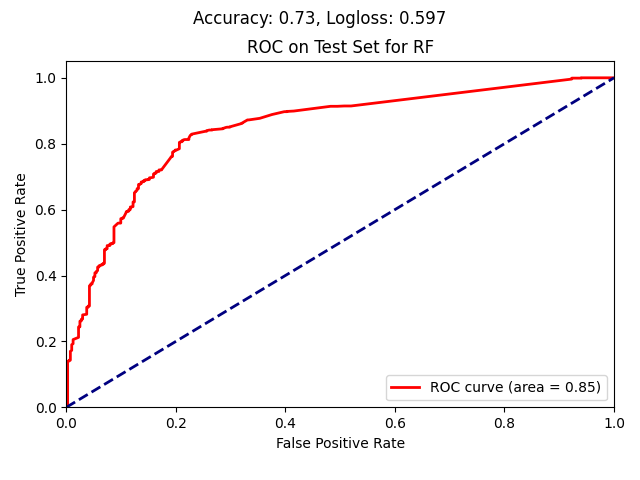 Accuracy: 0.73, Logloss: 0.597
ROC on Test Set for RF
1.0
0.8
0.6
0.4
0.2
0.0
True Positive Rate
ROC curve (area = 0.85)
0.0 0.2 0.4 0.6 0.8 1.0
False Positive Rate